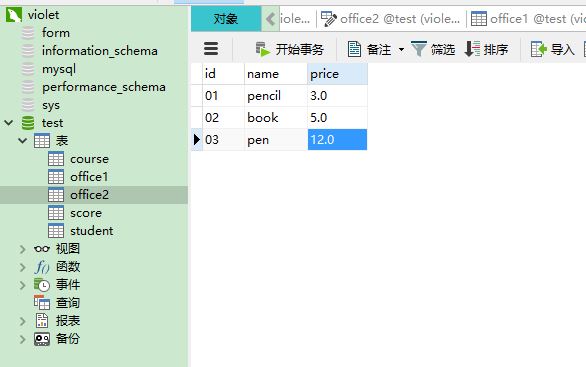 violet
form
information_schema
mysql
performance_schema
sys
test
表
course
office1
office2
score
student
视图
函数
事件
查询
报表
备份
对象 iole... office2 @test (viole... office1 @test (violet)
开始事务 备注 筛选 排序 导入
id name price
01 pencil 3.0
02 book 5.0
03 pen 12.0